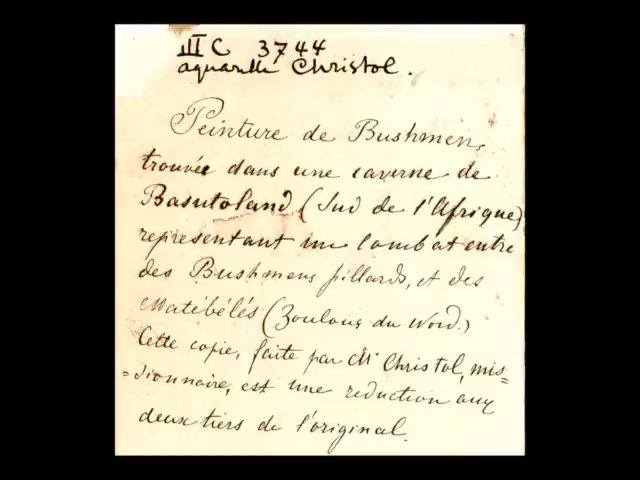 III C 3744
aquarelle Christol.
Peinture de Bushmen,
trouvée dans une caverne de
Basutoland (Sud de l'Afrique)
représentant un combat entre
des Bushmens pillards, et des
Matébélés (Zoulous du Nord.)
Cette copie, faite par Mr Christol, mis=
=sionnaire, est une reduction aux
deux tiers de l'original.